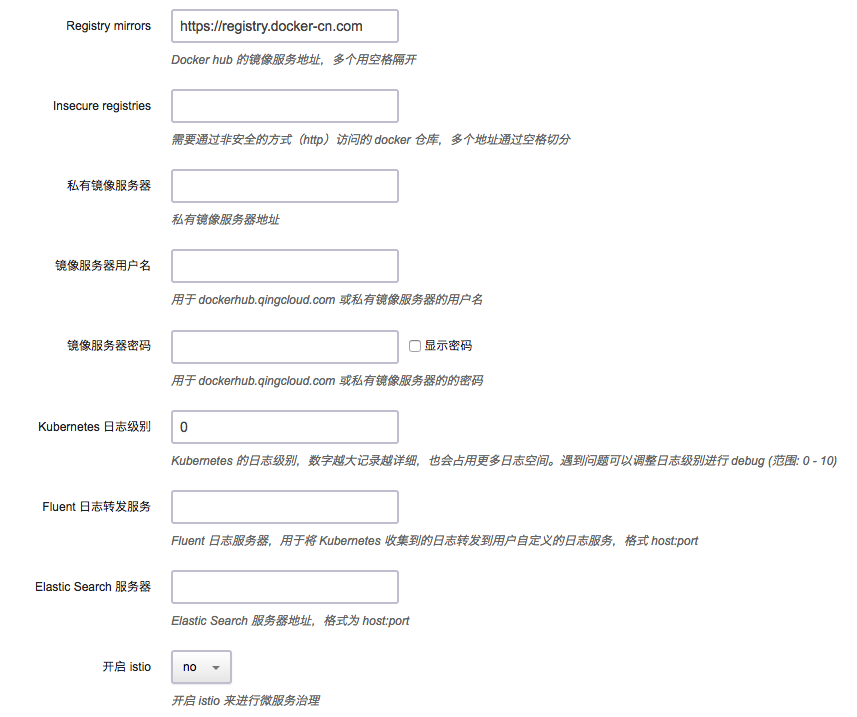 Registry mirrors https://registry.docker-cn.com
Docker hub 的镜像服务地址，多个用空格隔开
Insecure registries
需要通过非安全的方式（http）访问的 docker 仓库，多个地址通过空格切分
私有镜像服务器
私有镜像服务器地址
镜像服务器用户名
用于 dockerhub.qingcloud.com 或私有镜像服务器的用户名
镜像服务器密码 显示密码
用于 dockerhub.qingcloud.com 或私有镜像服务器的的密码
Kubernetes 日志级别 0
Kubernetes 的日志级别，数字越大记录越详细，也会占用更多日志空间。遇到问题可以调整日志级别进行 debug (范围: 0 - 10)
Fluent 日志转发服务
Fluent 日志服务器，用于将 Kubernetes 收集到的日志转发到用户自定义的日志服务，格式 host:port
Elastic Search 服务器
Elastic Search 服务器地址，格式为 host:port
开启 istio no
开启 istio 来进行微服务治理